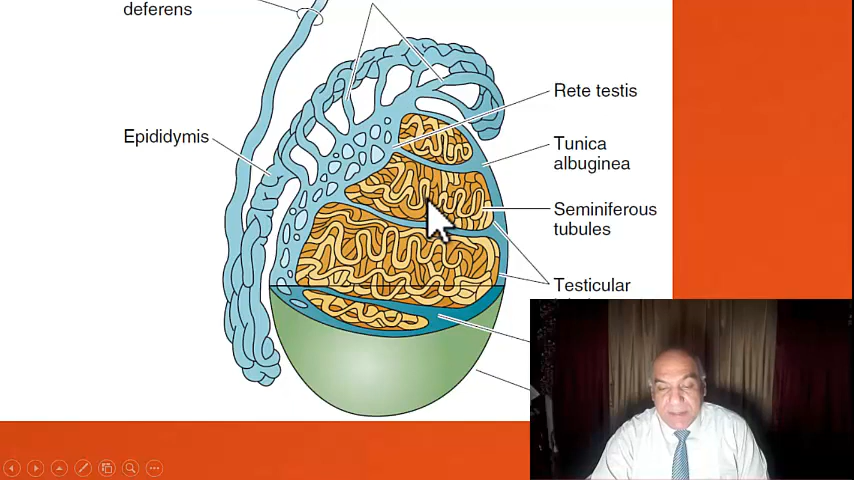 deferens
Rete testis
Epididymis
Tunica
albuginea
Seminiferous
tubules
Testicular